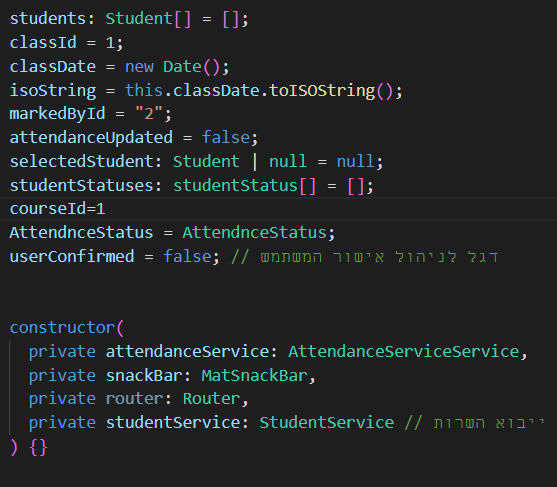 students: Student[] = [];
classId = 1;
classDate = new Date();
isoString = this.classDate.toISOString();
markedById = "2";
attendanceUpdated = false;
selectedStudent: Student | null = null;
studentStatuses: studentStatus[] = [];
courseId=1
AttendnceStatus = AttendnceStatus;
userConfirmed = false; // דגל לניהול אישור המשתמש
constructor(
private attendanceService: AttendanceServiceService,
private snackBar: MatSnackBar,
private router: Router,
private studentService: StudentService // ייבוא השרות
) {}